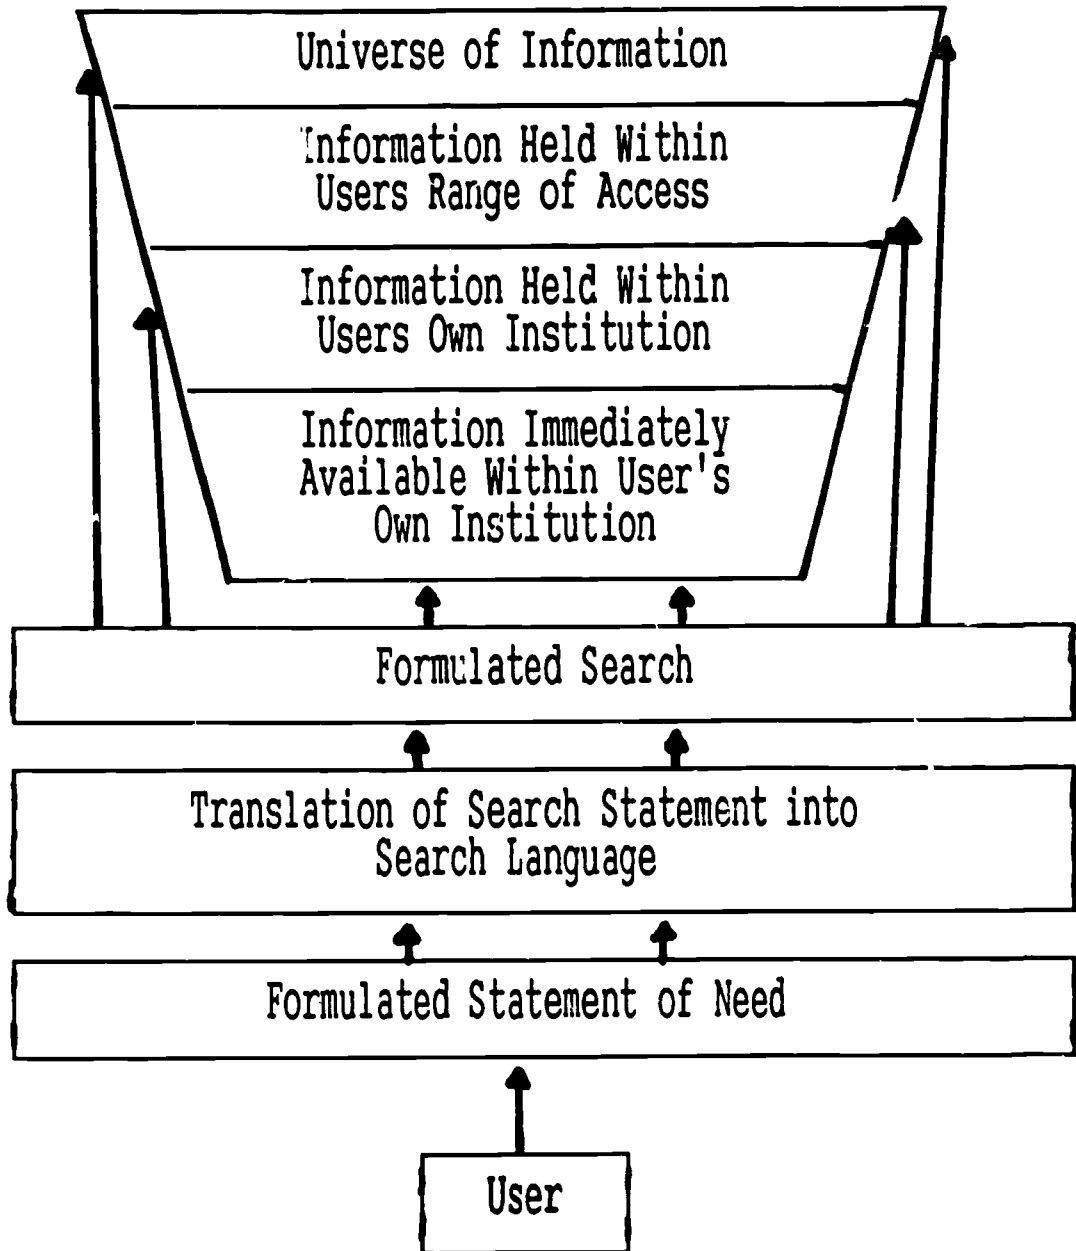 Universe of Information
Information Held Within
Users Range of Access
Information Held Within
Users Own Institution
Information Immediately
Available Within User's
Own Institution
Formulated Search
Translation of Search Statement into
Search Language
Formulated Statement of Need
User